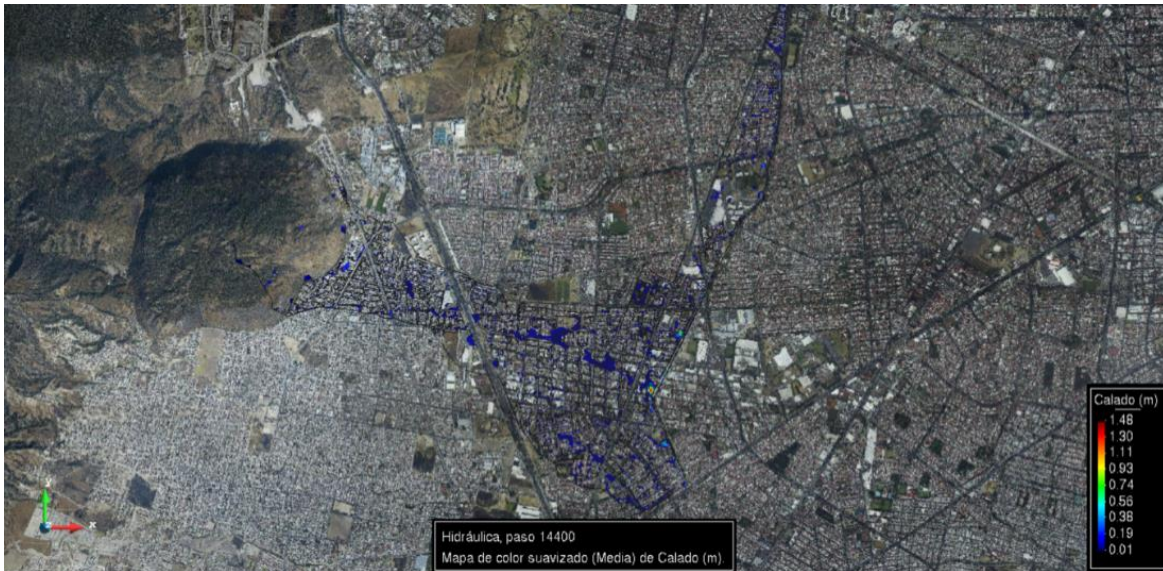 Calado (m)
1.48
1.30
1.11
0.93
0.74
0.56
0.38
0.19
0.01
y
x
Hidráulica, paso 14400
Mapa de color suavizado (Media) de Calado (m).